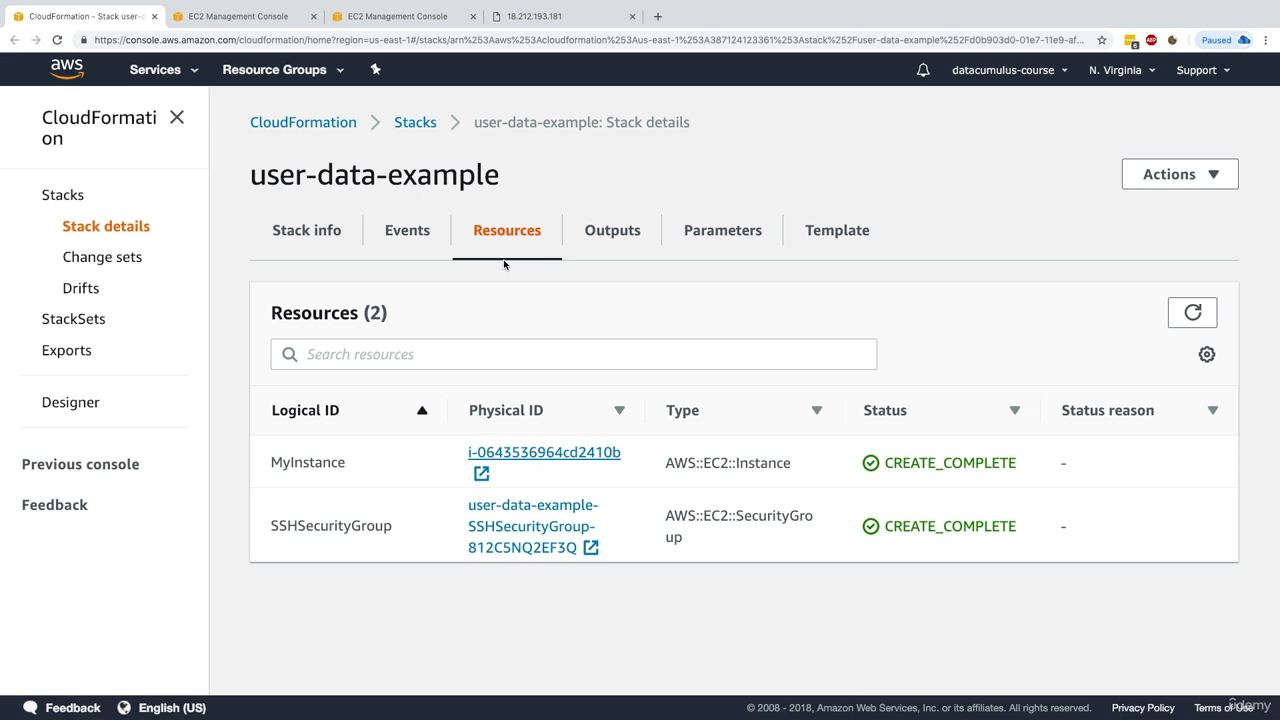 CloudFormation - Stack user-d
EC2 Management Console
EC2 Management Console
18.212.193.181
https://console.aws.amazon.com/cloudformation/home?region=us-east-1#/stacks/arn%253Aaws%253Acloudformation%253Aus-east-1%253A387124123361%253Astack%252Fuser-data-example%252Fd0b903d0-01e7-11e9-af...
6
ABP
Paused
aws
Services
Resource Groups
datacumulus-course
N. Virginia
Support
CloudFormati
on
Stacks
Stack details
Change sets
Drifts
StackSets
Exports
Designer
Previous console
Feedback
CloudFormation
Stacks
user-data-example: Stack details
user-data-example
Actions
Stack info
Events
Resources
Outputs
Parameters
Template
Resources (2)
Search resources
Logical ID
Physical ID
Type
Status
Status reason
MyInstance
i-0643536964cd2410b
AWS::EC2::Instance
CREATE_COMPLETE
-
SSHSecurityGroup
user-data-example-
SSHSecurityGroup-
812C5NQ2EF3Q
AWS::EC2::SecurityGro
up
CREATE_COMPLETE
-
Feedback
English (US)
© 2008 - 2018, Amazon Web Services, Inc. or its affiliates. All rights reserved.
Privacy Policy
Terms of Use
Udemy